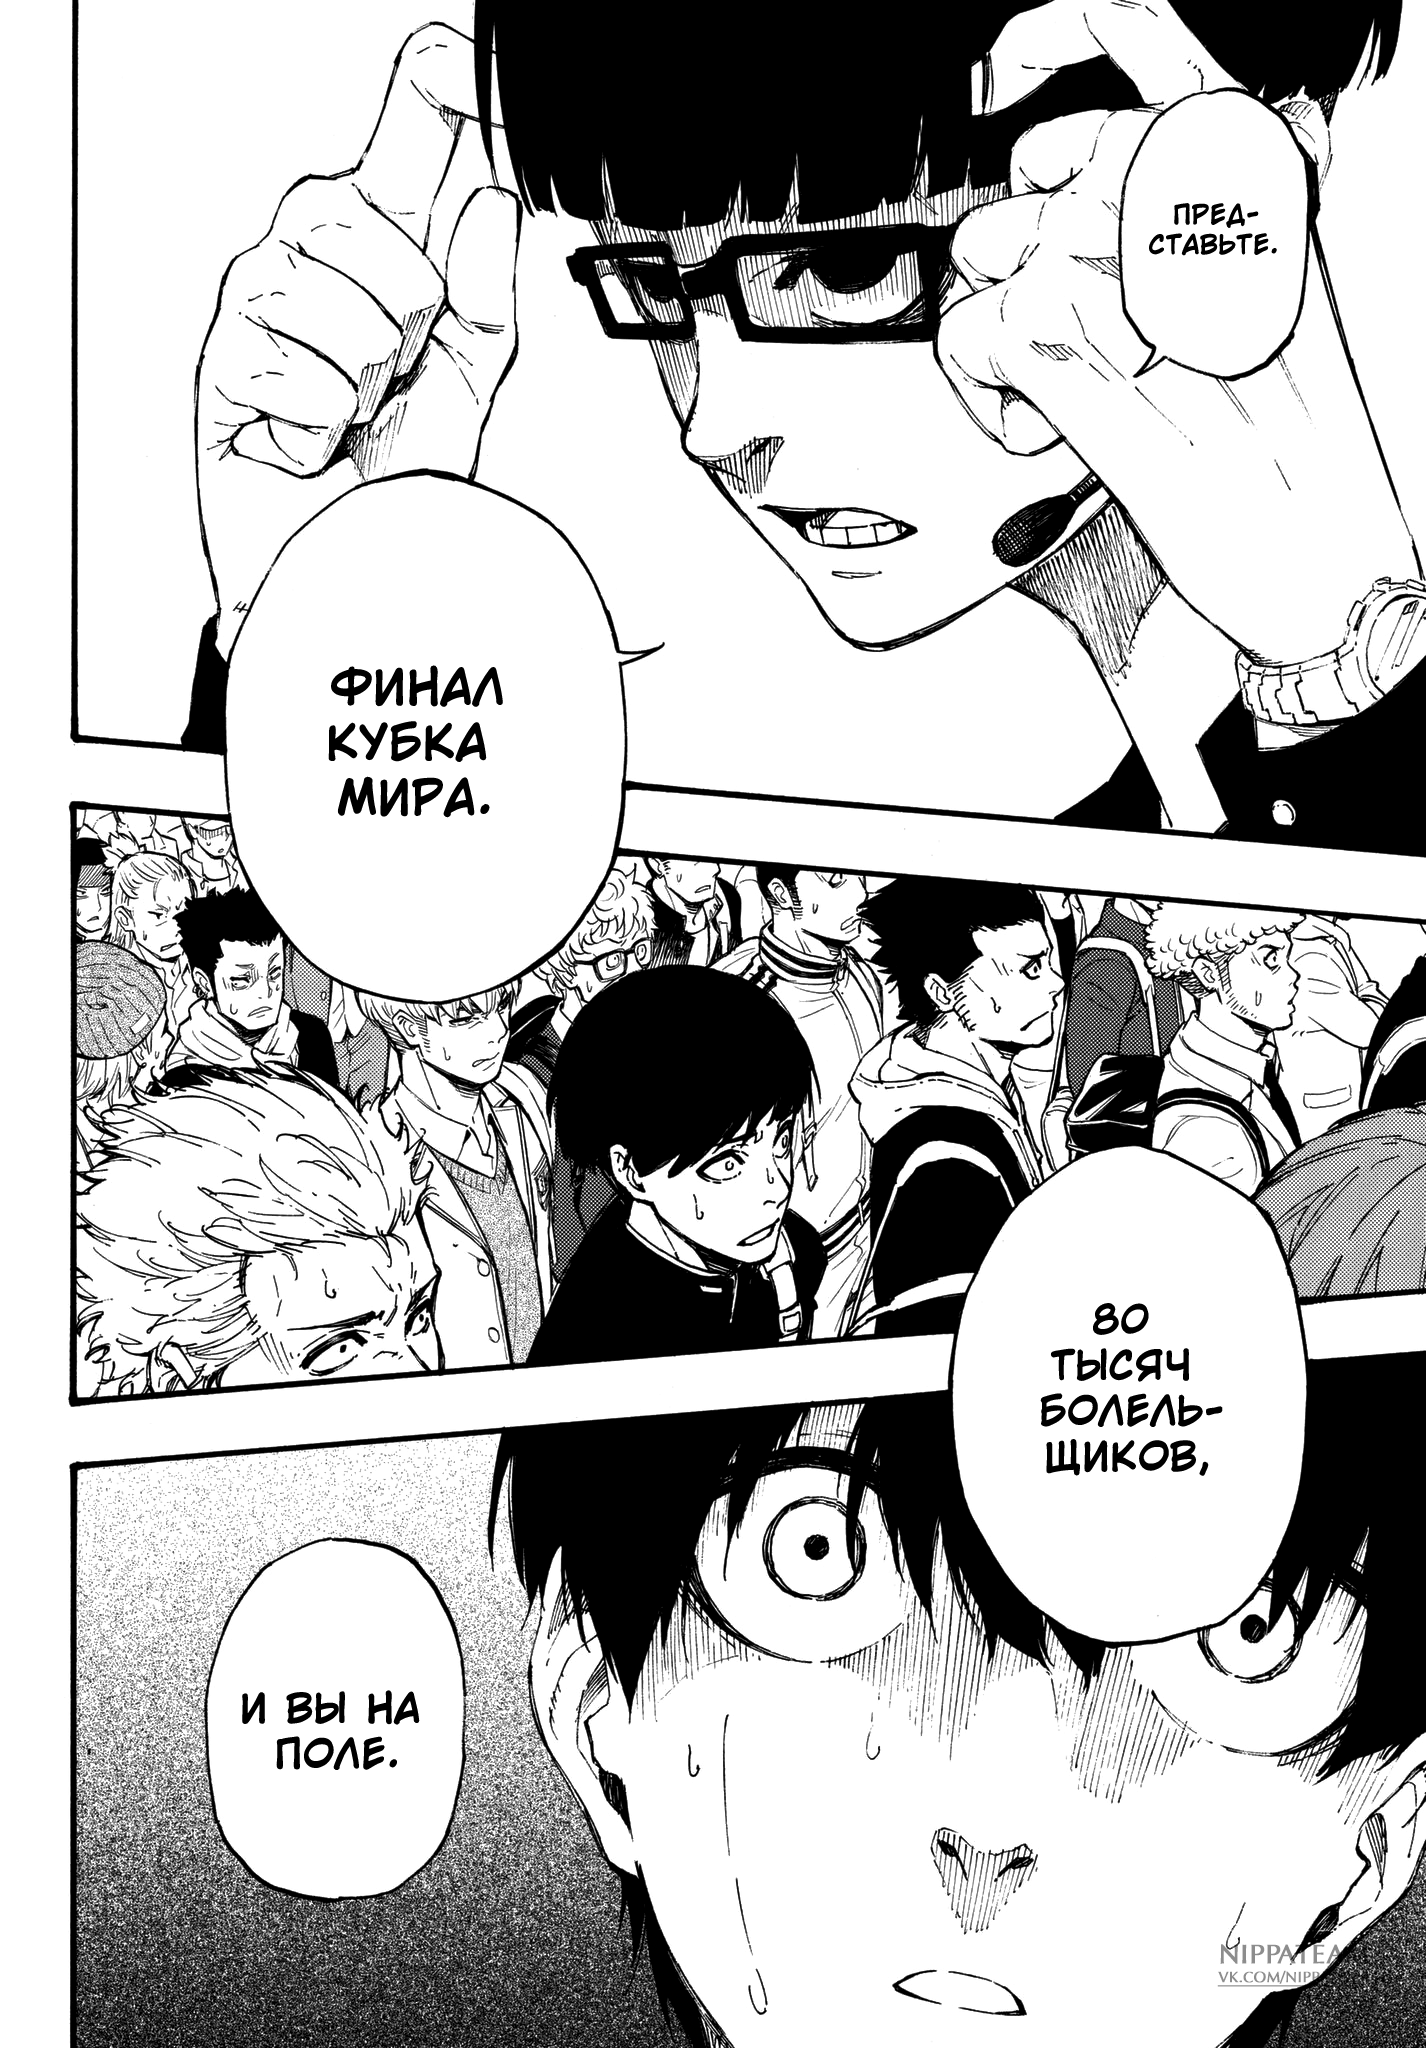 ПРЕД-
СТАВЬТЕ.
ФИНАЛ
КУБКА
МИРА.
80
ТЫСЯЧ
БОЛЕЛЬ-
ЩИКОВ,
И ВЫ НА
ПОЛЕ.
NIPPATEA
VK.COM/NIPP